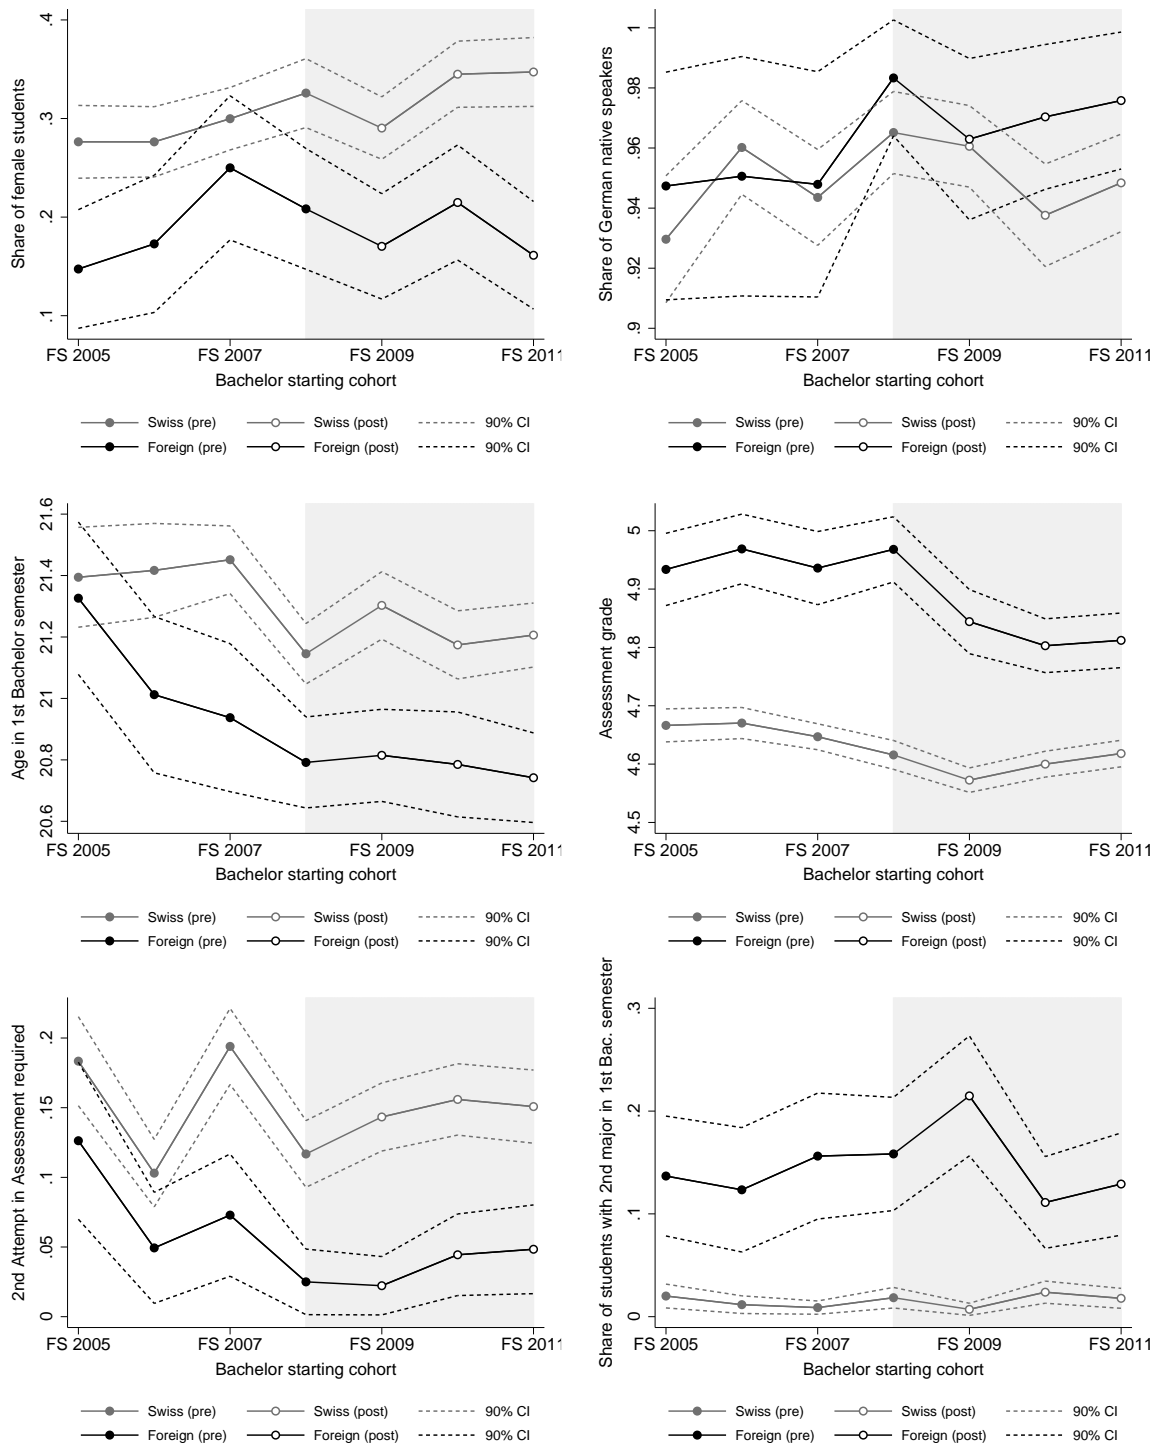 Share of female students
.4
.3
.2
.1
FS 2005 FS 2007 FS 2009 FS 2011
Bachelor starting cohort
Swiss (pre) Swiss (post) 90% CI
Foreign (pre) Foreign (post) 90% CI
Share of German native speakers
1
.98
.96
.94
.92
.9
FS 2005 FS 2007 FS 2009 FS 2011
Bachelor starting cohort
Swiss (pre) Swiss (post) 90% CI
Foreign (pre) Foreign (post) 90% CI
Age in 1st Bachelor semester
21.6
21.4
21.2
21
20.8
20.6
FS 2005 FS 2007 FS 2009 FS 2011
Bachelor starting cohort
Swiss (pre) Swiss (post) 90% CI
Foreign (pre) Foreign (post) 90% CI
Assessment grade
5
4.9
4.8
4.7
4.6
4.5
FS 2005 FS 2007 FS 2009 FS 2011
Bachelor starting cohort
Swiss (pre) Swiss (post) 90% CI
Foreign (pre) Foreign (post) 90% CI
2nd Attempt in Assessment required
.2
.15
.1
.05
0
FS 2005 FS 2007 FS 2009 FS 2011
Bachelor starting cohort
Swiss (pre) Swiss (post) 90% CI
Foreign (pre) Foreign (post) 90% CI
Share of students with 2nd major in 1st Bac. semester
.3
.2
.1
0
FS 2005 FS 2007 FS 2009 FS 2011
Bachelor starting cohort
Swiss (pre) Swiss (post) 90% CI
Foreign (pre) Foreign (post) 90% CI